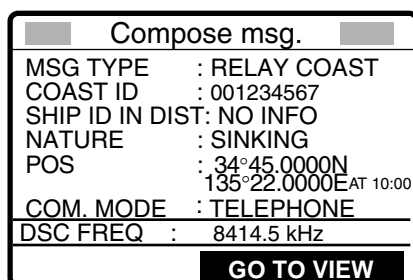 Compose msg.
MSG TYPE : RELAY COAST
COAST ID : 001234567
SHIP ID IN DIST: NO INFO
NATURE : SINKING
POS : 34°45.0000N
135°22.0000E AT 10:00
COM. MODE : TELEPHONE
DSC FREQ : 8414.5 kHz
GO TO VIEW